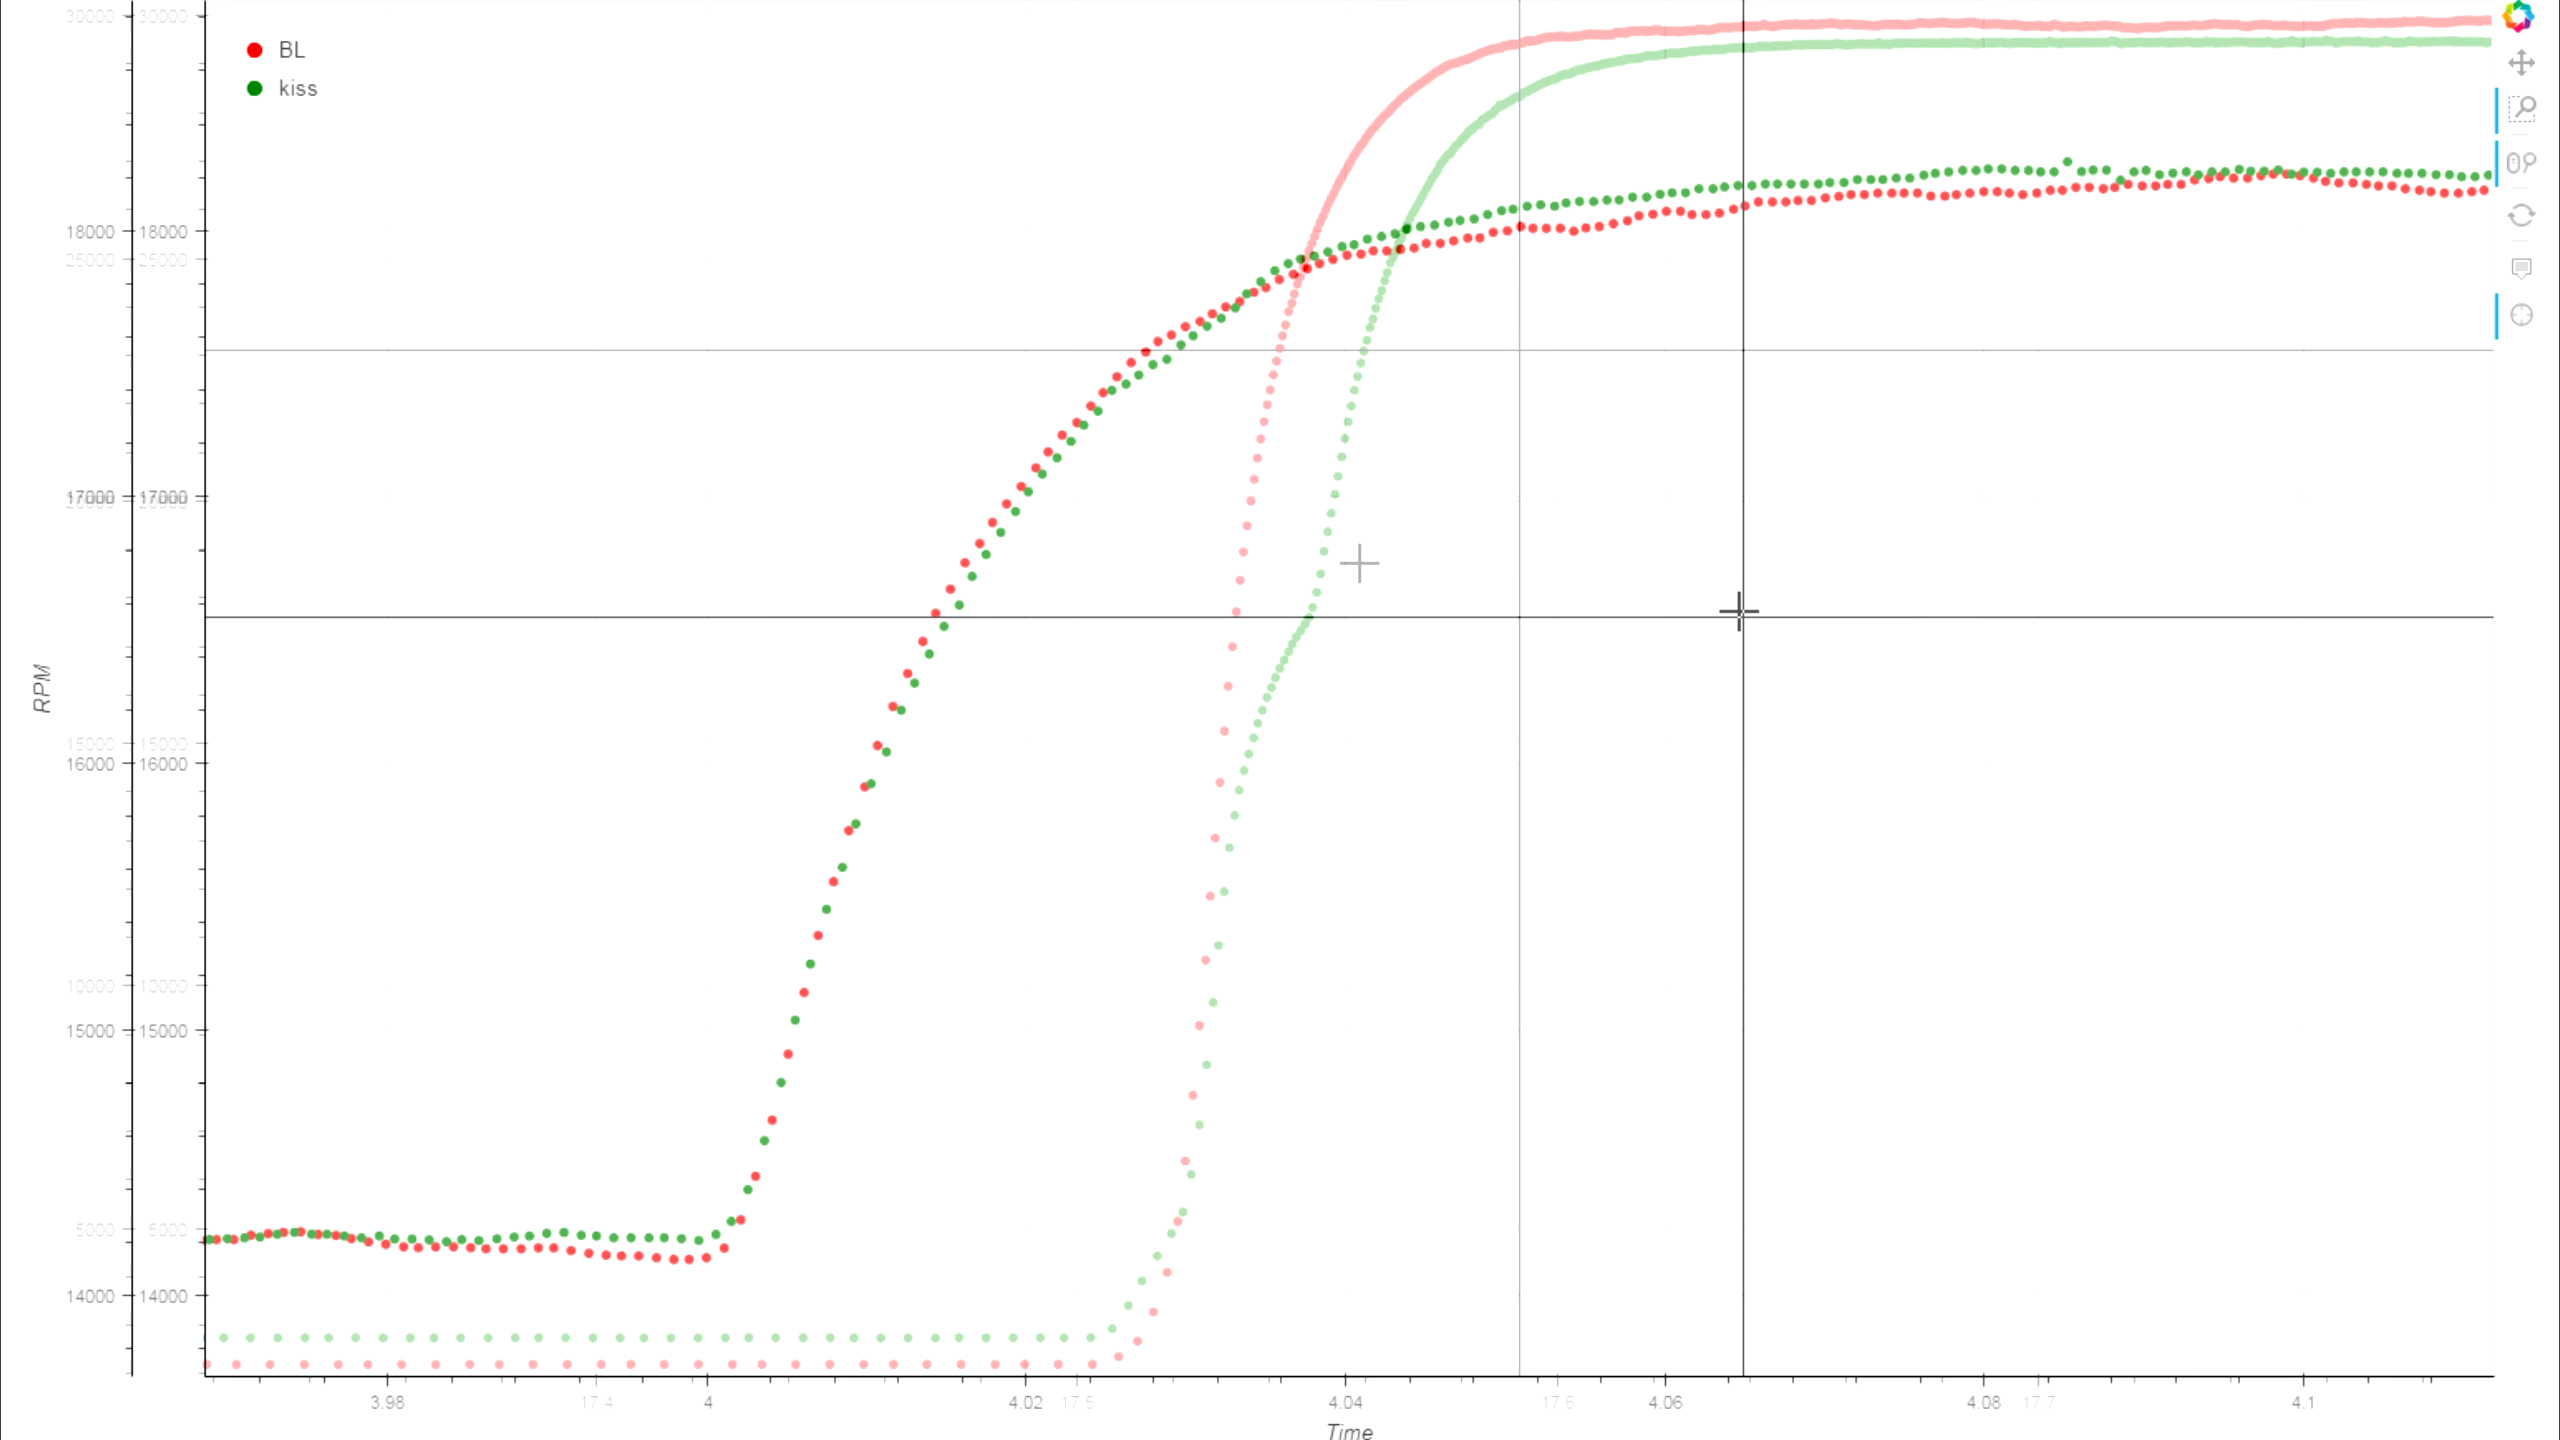 30000 30000
BL
kiss
18000 18000
25000 25000
17000 17000
15000 15000
16000 16000
RPM
10000 10000
15000 15000
5000 5000
14000 14000
3.98 17.4 4 4.02 17.5 4.04 17.6 4.06 4.08 17.7 4.1
Time